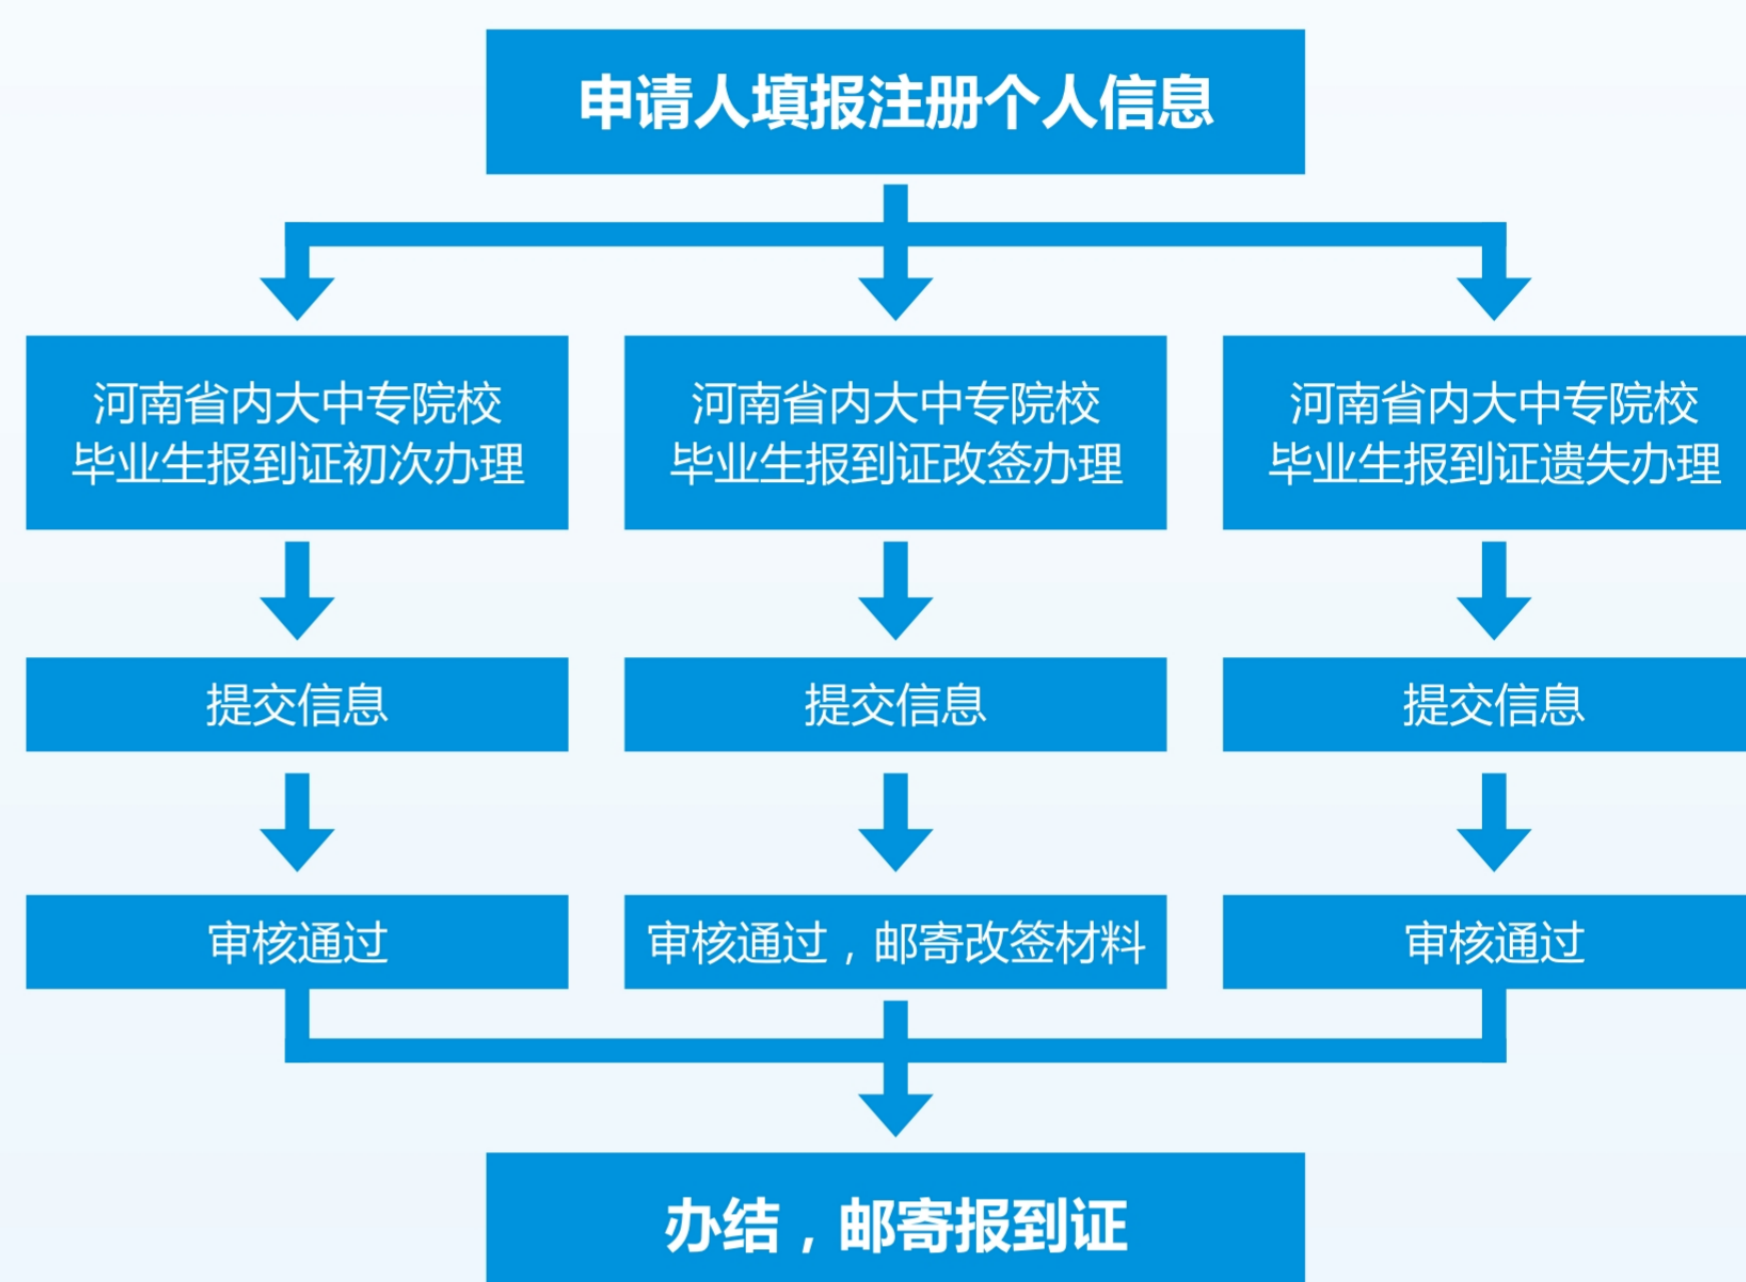 申请人填报注册个人信息
河南省内大中专院校
毕业生报到证初次办理
河南省内大中专院校
毕业生报到证改签办理
河南省内大中专院校
毕业生报到证遗失办理
提交信息
提交信息
提交信息
审核通过
审核通过，邮寄改签材料
审核通过
办结，邮寄报到证